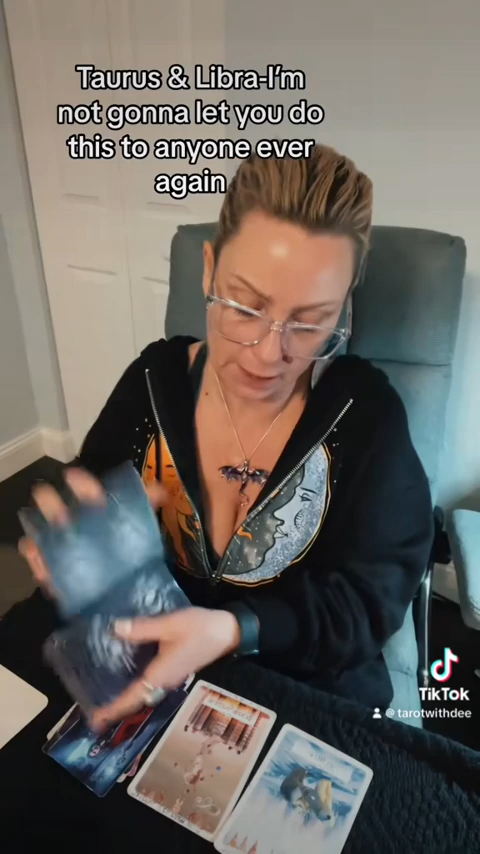 Taurus & Libra-I'm
not gonna let you do
this to anyone ever
again
TikTok
@tarotwithdee